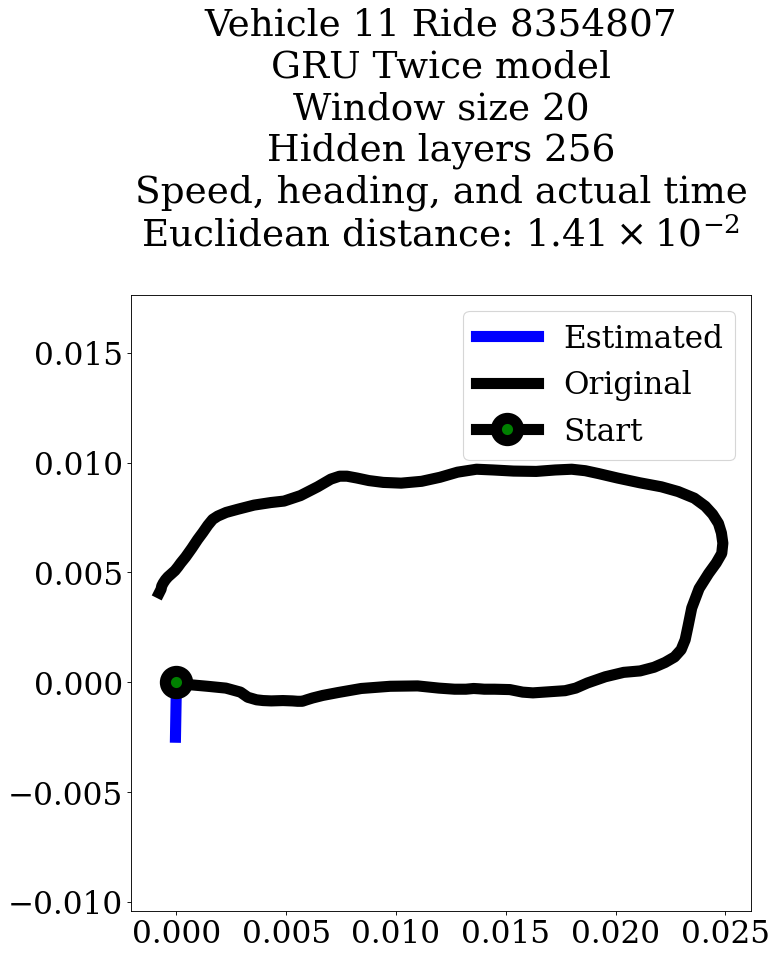 Vehicle 11 Ride 8354807
GRU Twice model
Window size 20
Hidden layers 256
Speed, heading, and actual time
Euclidean distance: 1.41 × 10⁻²
Estimated
Original
Start
0.015
0.010
0.005
0.000
−0.005
−0.010
0.000 0.005 0.010 0.015 0.020 0.025